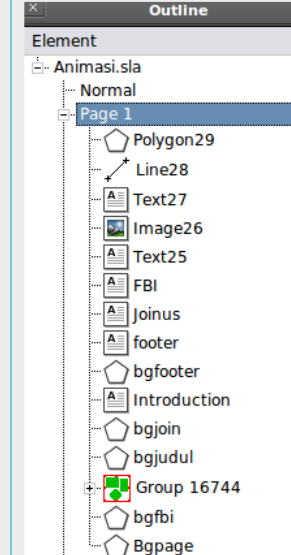 Outline
Element
Animasi.sla
Normal
Page 1
Polygon29
Line28
Text27
Image26
Text25
FBI
Joinus
footer
bgfooter
Introduction
bgjoin
bgjudul
Group 16744
bgfbi
Bgpage